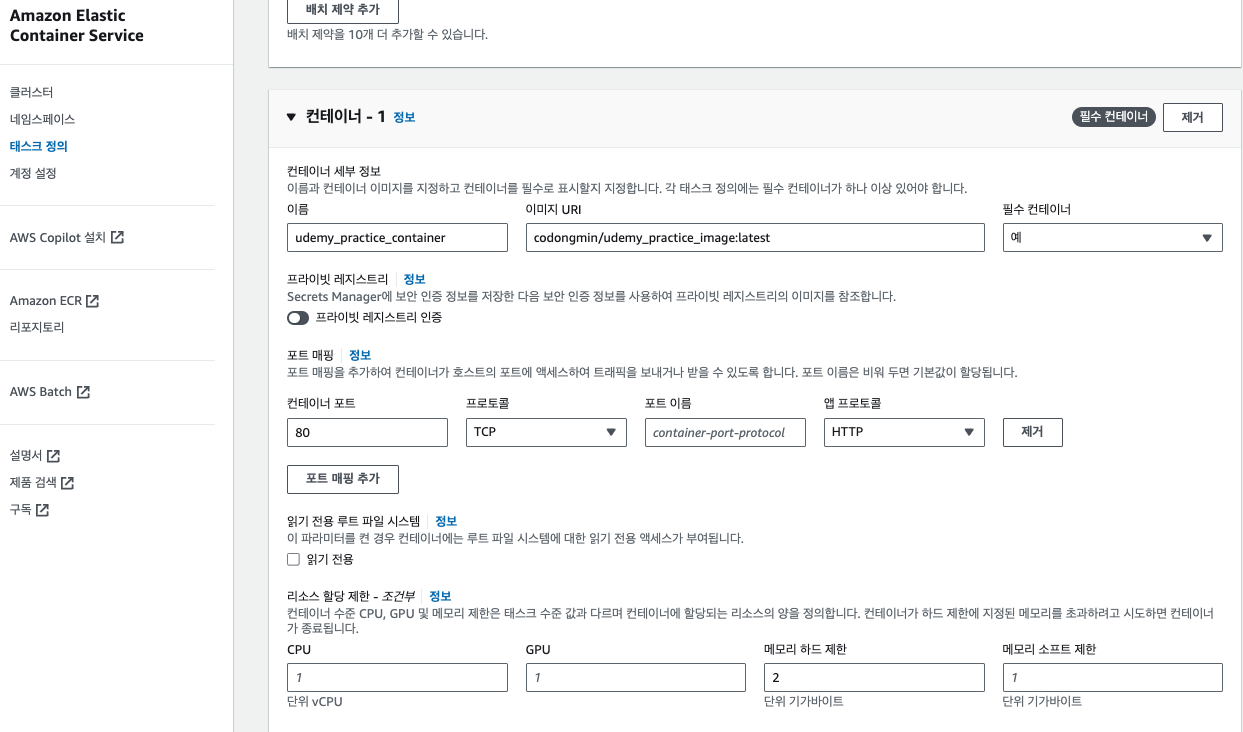 Amazon Elastic
Container Service
클러스터
네임스페이스
태스크 정의
계정 설정
AWS Copilot 설치
Amazon ECR
리포지토리
AWS Batch
설명서
제품 검색
구독
배치 제약 추가
배치 제약을 10개 더 추가할 수 있습니다.
컨테이너 - 1 정보
필수 컨테이너
제거
컨테이너 세부 정보
이름과 컨테이너 이미지를 지정하고 컨테이너를 필수로 표시할지 지정합니다. 각 태스크 정의에는 필수 컨테이너가 하나 이상 있어야 합니다.
이름 이미지 URI 필수 컨테이너
udemy_practice_container codongmin/udemy_practice_image:latest 예
프라이빗 레지스트리 정보
Secrets Manager에 보안 인증 정보를 저장한 다음 보안 인증 정보를 사용하여 프라이빗 레지스트리의 이미지를 참조합니다.
프라이빗 레지스트리 인증
포트 매핑 정보
포트 매핑을 추가하여 컨테이너가 호스트의 포트에 액세스하여 트래픽을 보내거나 받을 수 있도록 합니다. 포트 이름은 비워 두면 기본값이 할당됩니다.
컨테이너 포트 프로토콜 포트 이름 앱 프로토콜
80 TCP container-port-protocol HTTP 제거
포트 매핑 추가
읽기 전용 루트 파일 시스템 정보
이 파라미터를 켠 경우 컨테이너에는 루트 파일 시스템에 대한 읽기 전용 액세스가 부여됩니다.
읽기 전용
리소스 할당 제한 - 조건부 정보
컨테이너 수준 CPU, GPU 및 메모리 제한은 태스크 수준 값과 다르며 컨테이너에 할당되는 리소스의 양을 정의합니다. 컨테이너가 하드 제한에 지정된 메모리를 초과하려고 시도하면 컨테이너
가 종료됩니다.
CPU GPU 메모리 하드 제한 메모리 소프트 제한
1 1 2 1
단위 vCPU 단위 기가바이트 단위 기가바이트